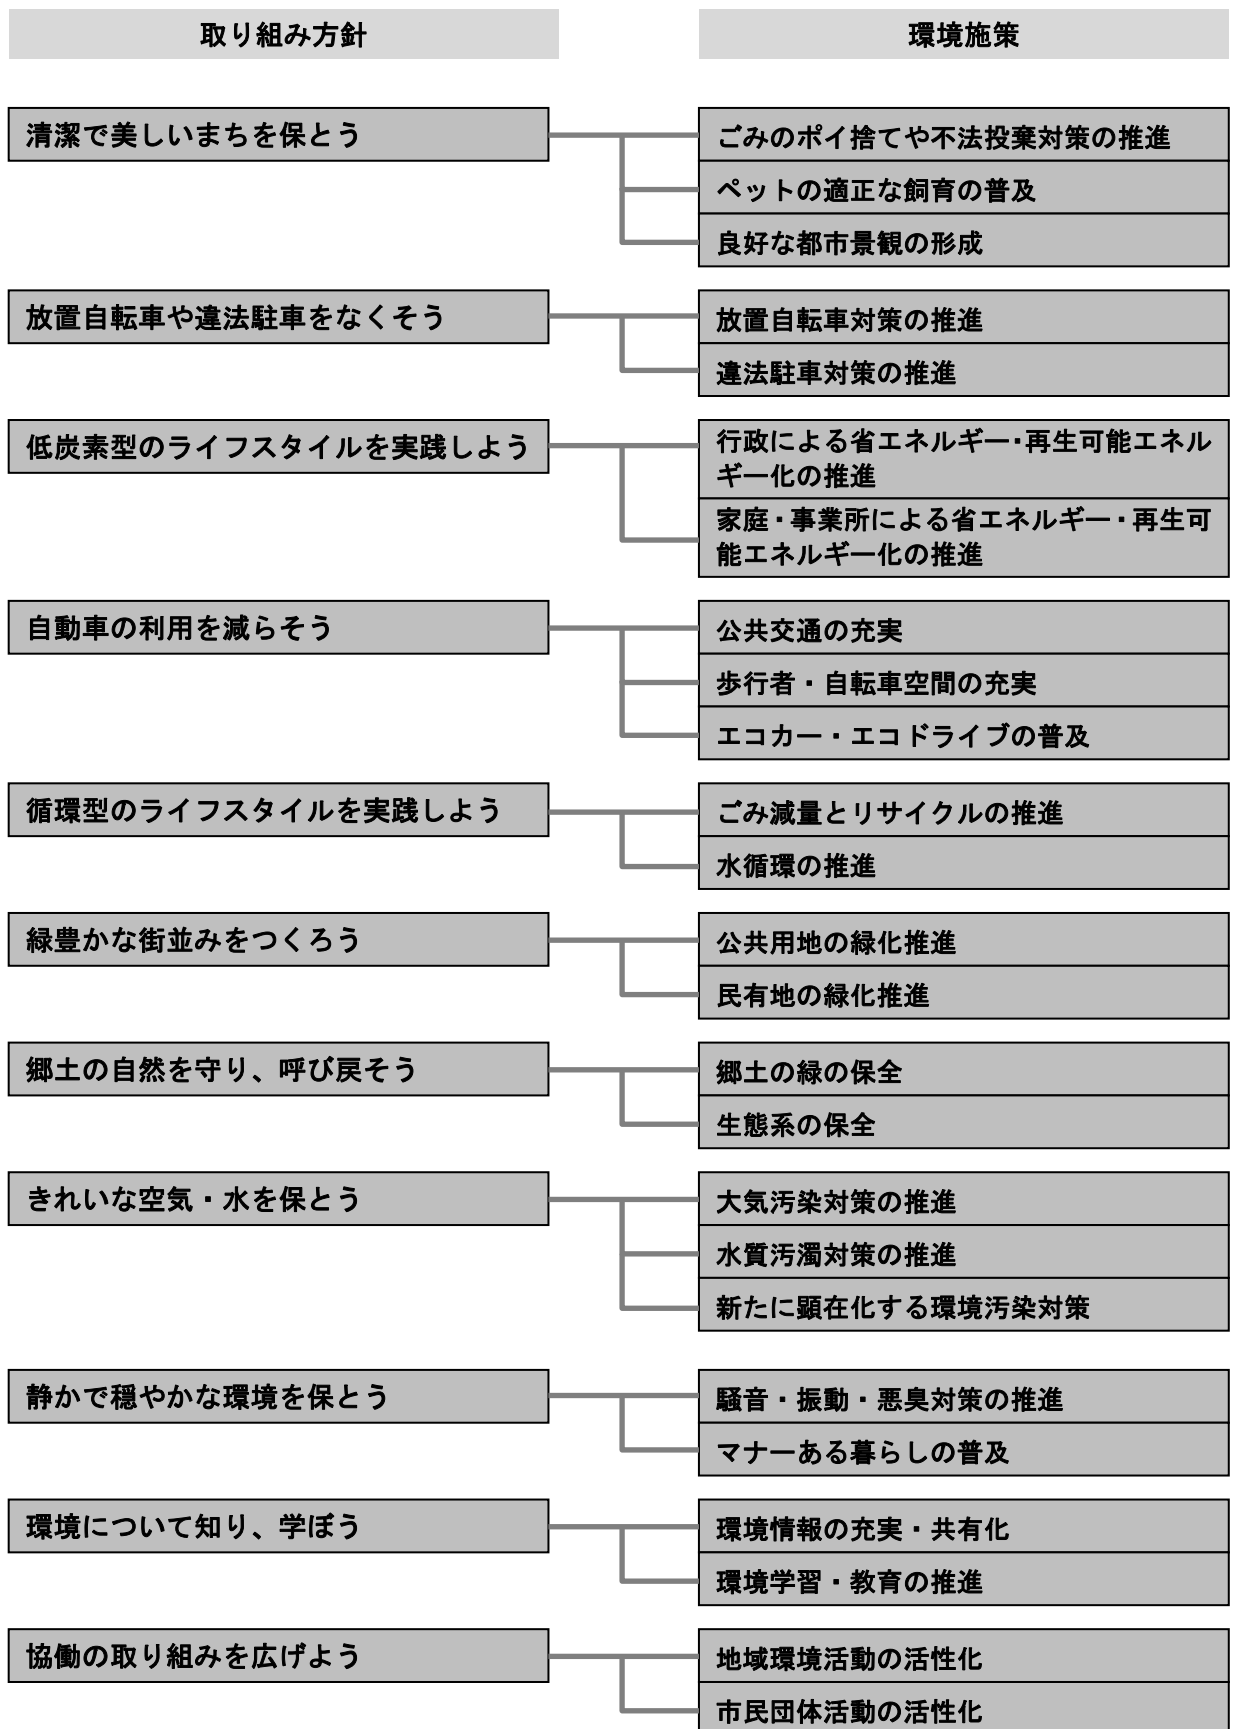 取り組み方針
環境施策
清潔で美しいまちを保とう
ごみのポイ捨てや不法投棄対策の推進
ペットの適正な飼育の普及
良好な都市景観の形成
放置自転車や違法駐車をなくそう
放置自転車対策の推進
違法駐車対策の推進
低炭素型のライフスタイルを実践しよう
行政による省エネルギー・再生可能エネル
ギー化の推進
家庭・事業所による省エネルギー・再生可
能エネルギー化の推進
自動車の利用を減らそう
公共交通の充実
歩行者・自転車空間の充実
エコカー・エコドライブの普及
循環型のライフスタイルを実践しよう
ごみ減量とリサイクルの推進
水循環の推進
緑豊かな街並みをつくろう
公共用地の緑化推進
民有地の緑化推進
郷土の自然を守り、呼び戻そう
郷土の緑の保全
生態系の保全
きれいな空気・水を保とう
大気汚染対策の推進
水質汚濁対策の推進
新たに顕在化する環境汚染対策
静かで穏やかな環境を保とう
騒音・振動・悪臭対策の推進
マナーある暮らしの普及
環境について知り、学ぼう
環境情報の充実・共有化
環境学習・教育の推進
協働の取り組みを広げよう
地域環境活動の活性化
市民団体活動の活性化